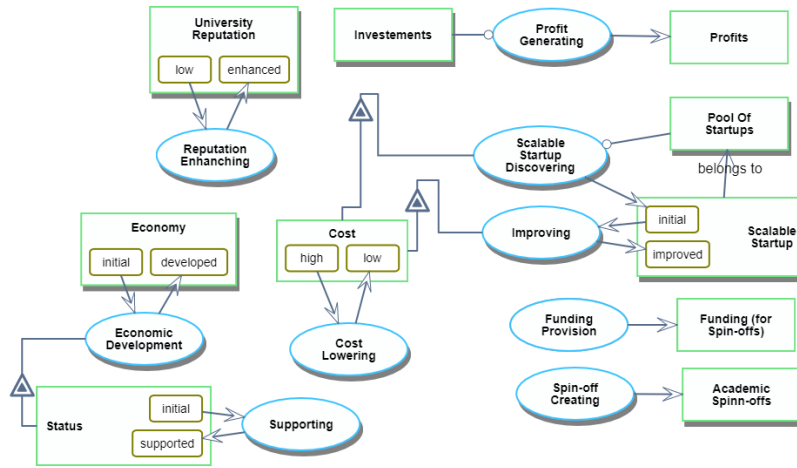 University
Reputation
low
enhanced
Reputation
Enhanching
Investements
Profit
Generating
Profits
Scalable
Startup
Discovering
Pool Of
Startups
belongs to
Economy
initial
developed
Economic
Development
Cost
high
low
Cost
Lowering
Improving
initial
improved
Scalable
Startup
Funding
Provision
Funding (for
Spin-offs)
Status
initial
supported
Supporting
Spin-off
Creating
Academic
Spinn-offs